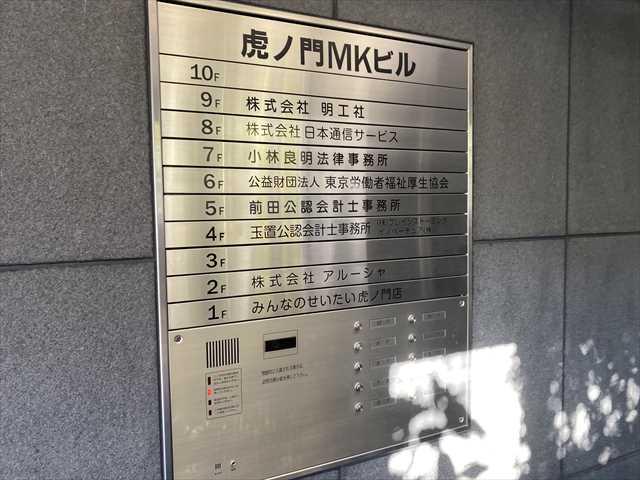 虎ノ門MKビル
10F
9F 株式会社 明工社
8F 株式会社 日本通信サービス
7F 小林良明法律事務所
6F 公益財団法人 東京労働者福祉厚生協会
5F 前田公認会計士事務所
4F 玉置公認会計士事務所
3F
2F 株式会社 アルーシャ
1F みんなのせいたい虎ノ門店